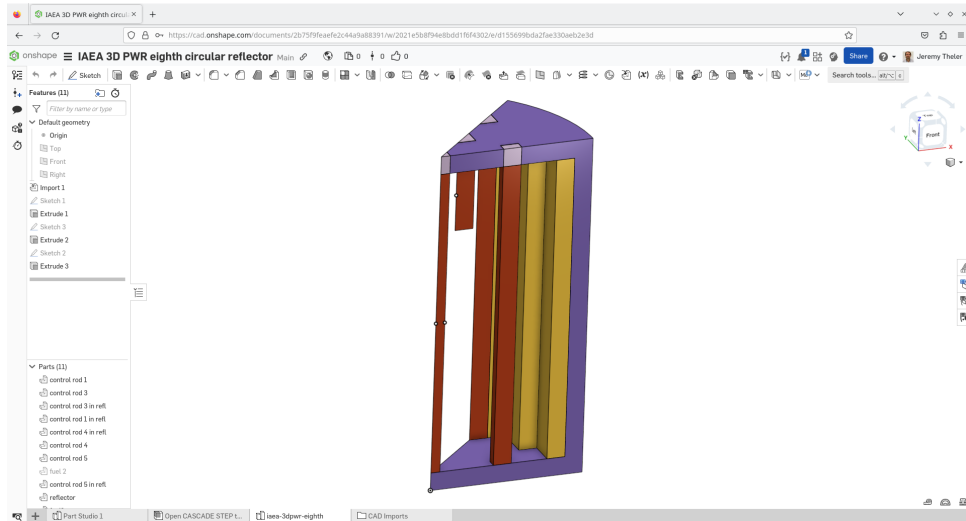 IAEA 3D PWR eighth circula
https://cad.onshape.com/documents/2b75f9feaefe2c44a9a88391/w/2021e5b8f94e8bdd1f6f4302/e/d155699bda2fae330aeb2e3d
onshape IAEA 3D PWR eighth circular reflector Main 0 0 0 Share Jeremy Theler
Sketch Search tools... alt/⌥ c
Features (11)
Filter by name or type
Default geometry
Origin
Top
Front
Right
Import 1
Sketch 1
Extrude 1
Sketch 3
Extrude 2
Sketch 2
Extrude 3
Z
Front
Y
X
Parts (11)
control rod 1
control rod 3
control rod 3 in refl.
control rod 1 in refl.
control rod 4 in refl.
control rod 4
control rod 5
fuel 2
control rod 5 in refl.
reflector
Part Studio 1 Open CASCADE STEP t... iaea-3dpwr-eighth CAD Imports